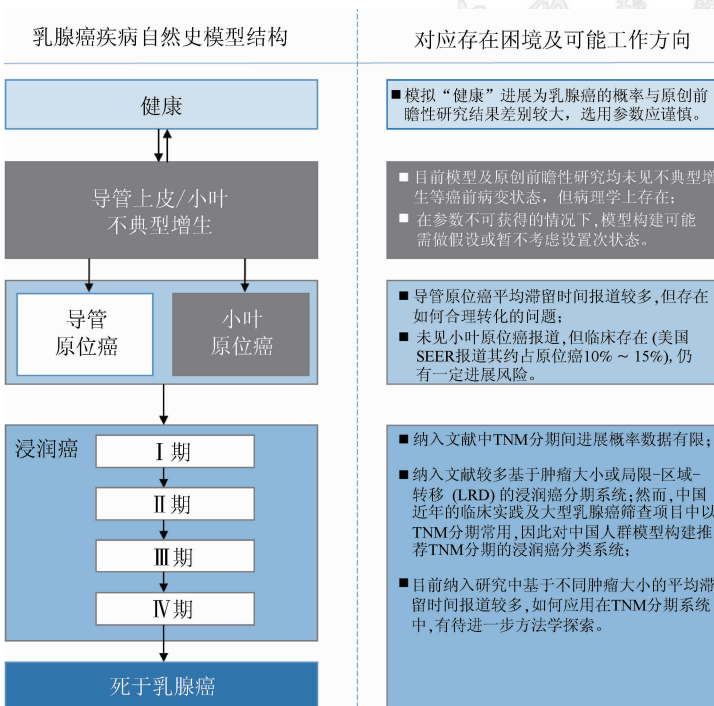 乳腺癌疾病自然史模型结构
对应存在困境及可能工作方向
健康
■ 模拟“健康”进展为乳腺癌的概率与原创前
瞻性研究结果差别较大，选用参数应谨慎。
导管上皮/小叶
不典型增生
■ 目前模型及原创前瞻性研究均未见不典型增
生等癌前病变状态，但病理学上存在;
■ 在参数不可获得的情况下,模型构建可能
需做假设或暂不考虑设置次状态。
导管
原位癌
小叶
原位癌
■ 导管原位癌平均滞留时间报道较多,但存在
如何合理转化的问题;
■ 未见小叶原位癌报道,但临床存在 (美国
SEER报道其约占原位癌10% ~ 15%), 仍
有一定进展风险。
浸润癌
Ⅰ 期
Ⅱ 期
Ⅲ 期
Ⅳ 期
■ 纳入文献中TNM分期间进展概率数据有限;
■ 纳入文献较多基于肿瘤大小或局限-区域-
转移 (LRD) 的浸润癌分期系统;然而,中国
近年的临床实践及大型乳腺癌筛查项目中以
TNM分期常用,因此对中国人群模型构建推
荐TNM分期的浸润癌分类系统;
■ 目前纳入研究中基于不同肿瘤大小的平均滞
留时间报道较多,如何应用在TNM分期系统
中,有待进一步方法学探索。
死于乳腺癌